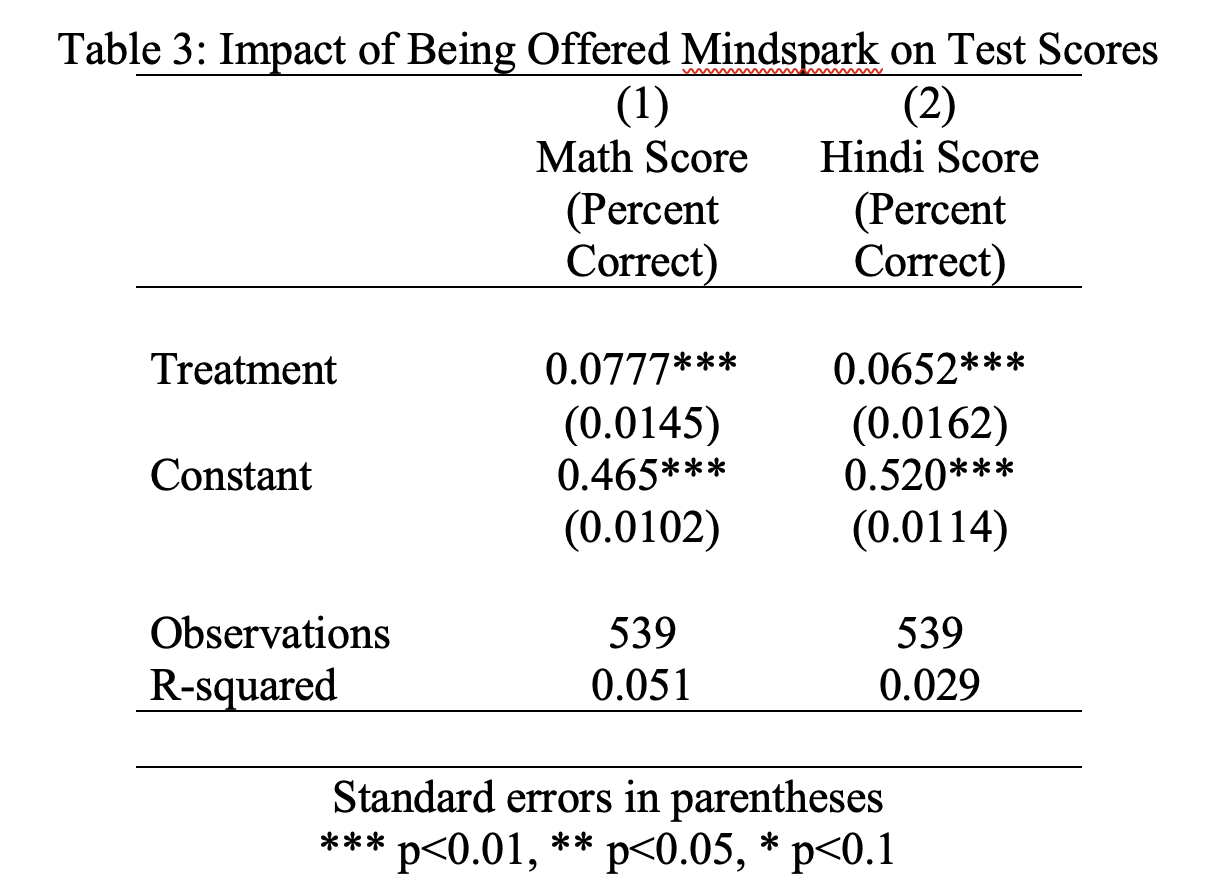 Table 3: Impact of Being Offered Mindspark on Test Scores
(1) (2)
Math Score Hindi Score
(Percent (Percent
Correct) Correct)
Treatment 0.0777*** 0.0652***
(0.0145) (0.0162)
Constant 0.465*** 0.520***
(0.0102) (0.0114)
Observations 539 539
R-squared 0.051 0.029
Standard errors in parentheses
*** p<0.01, ** p<0.05, * p<0.1